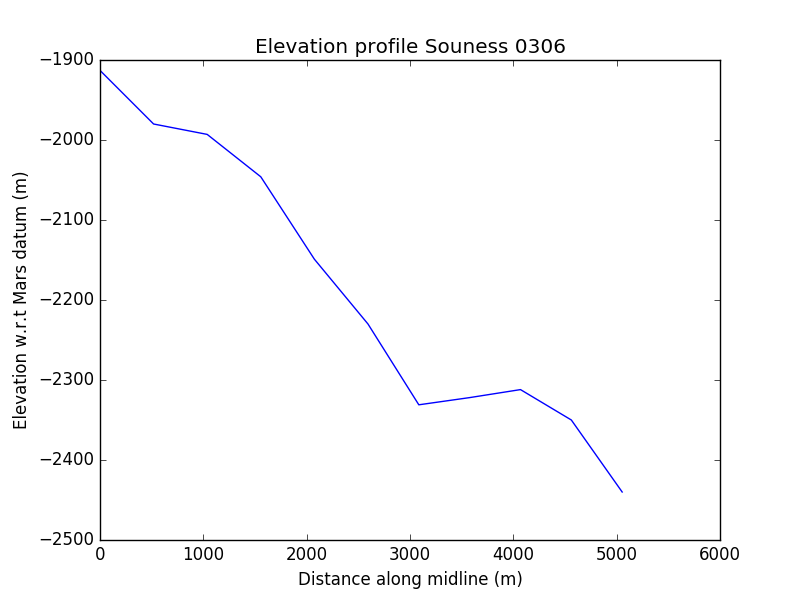 Elevation profile Souness 0306
Elevation w.r.t Mars datum (m)
−1900
−2000
−2100
−2200
−2300
−2400
−2500
0 1000 2000 3000 4000 5000 6000
Distance along midline (m)